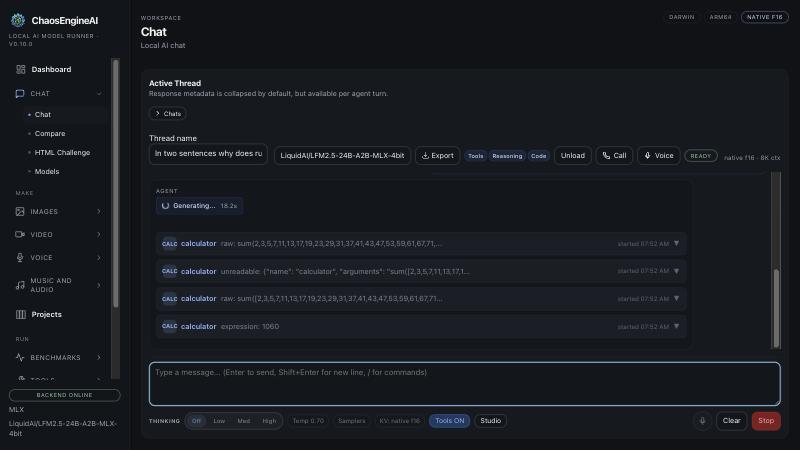 ChaosEngineAI
LOCAL AI MODEL RUNNER ·
V0.10.0
Dashboard
CHAT
Chat
Compare
HTML Challenge
Models
MAKE
IMAGES
VIDEO
VOICE
MUSIC AND
AUDIO
Projects
RUN
BENCHMARKS
TOOLS
BACKEND ONLINE
MLX
LiquidAI/LFM2.5-24B-A2B-MLX-
4bit
WORKSPACE
Chat
Local AI chat
DARWIN
ARM64
NATIVE F16
Active Thread
Response metadata is collapsed by default, but available per agent turn.
Chats
Thread name
In two sentences why does ru
LiquidAI/LFM2.5-24B-A2B-MLX-4bit
Export
Tools
Reasoning
Code
Unload
Call
Voice
READY
native f16 · 8K ctx
AGENT
Generating... 18.2s
CALC calculator raw: sum(2,3,5,7,11,13,17,19,23,29,31,37,41,43,47,53,59,61,67,71,... started 07:52 AM ▼
CALC calculator unreadable: {"name": "calculator", "arguments": "sum([2,3,5,7,11,13,17,1... started 07:52 AM ▼
CALC calculator raw: sum([2,3,5,7,11,13,17,19,23,29,31,37,41,43,47,53,59,61,67,71... started 07:52 AM ▼
CALC calculator expression: 1060 started 07:52 AM ▼
Type a message... (Enter to send, Shift+Enter for new line, / for commands)
THINKING
Off
Low
Med
High
Temp 0.70
Samplers
KV: native f16
Tools ON
Studio
Clear
Stop